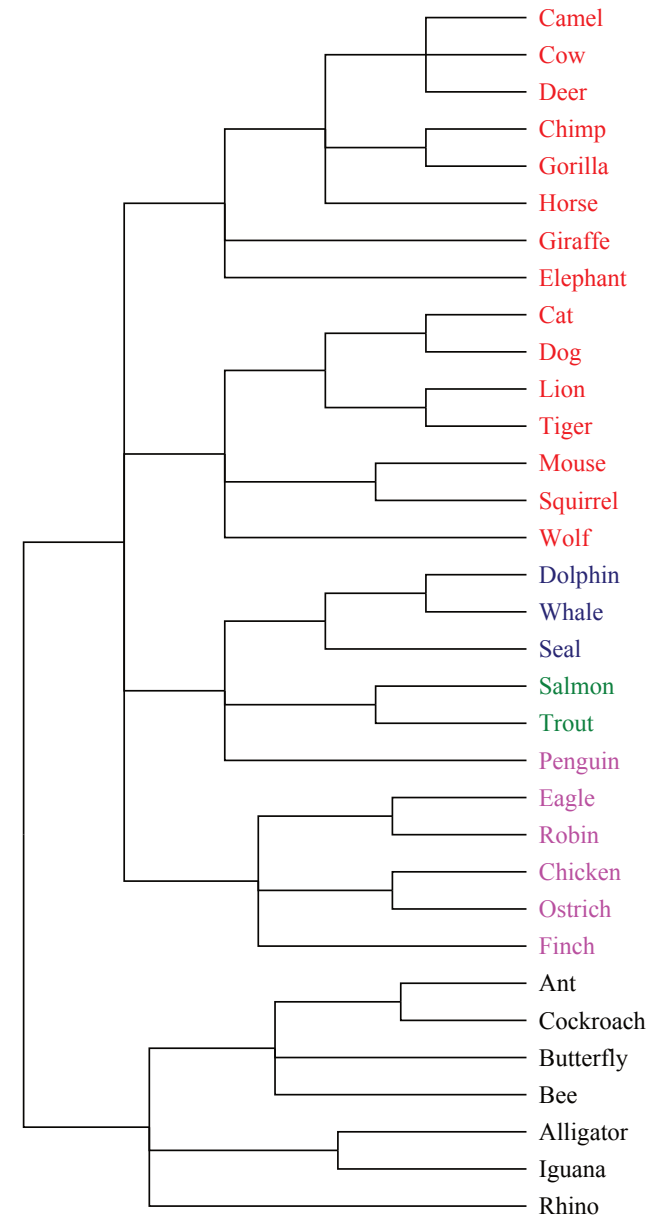 Camel
Cow
Deer
Chimp
Gorilla
Horse
Giraffe
Elephant
Cat
Dog
Lion
Tiger
Mouse
Squirrel
Wolf
Dolphin
Whale
Seal
Salmon
Trout
Penguin
Eagle
Robin
Chicken
Ostrich
Finch
Ant
Cockroach
Butterfly
Bee
Alligator
Iguana
Rhino